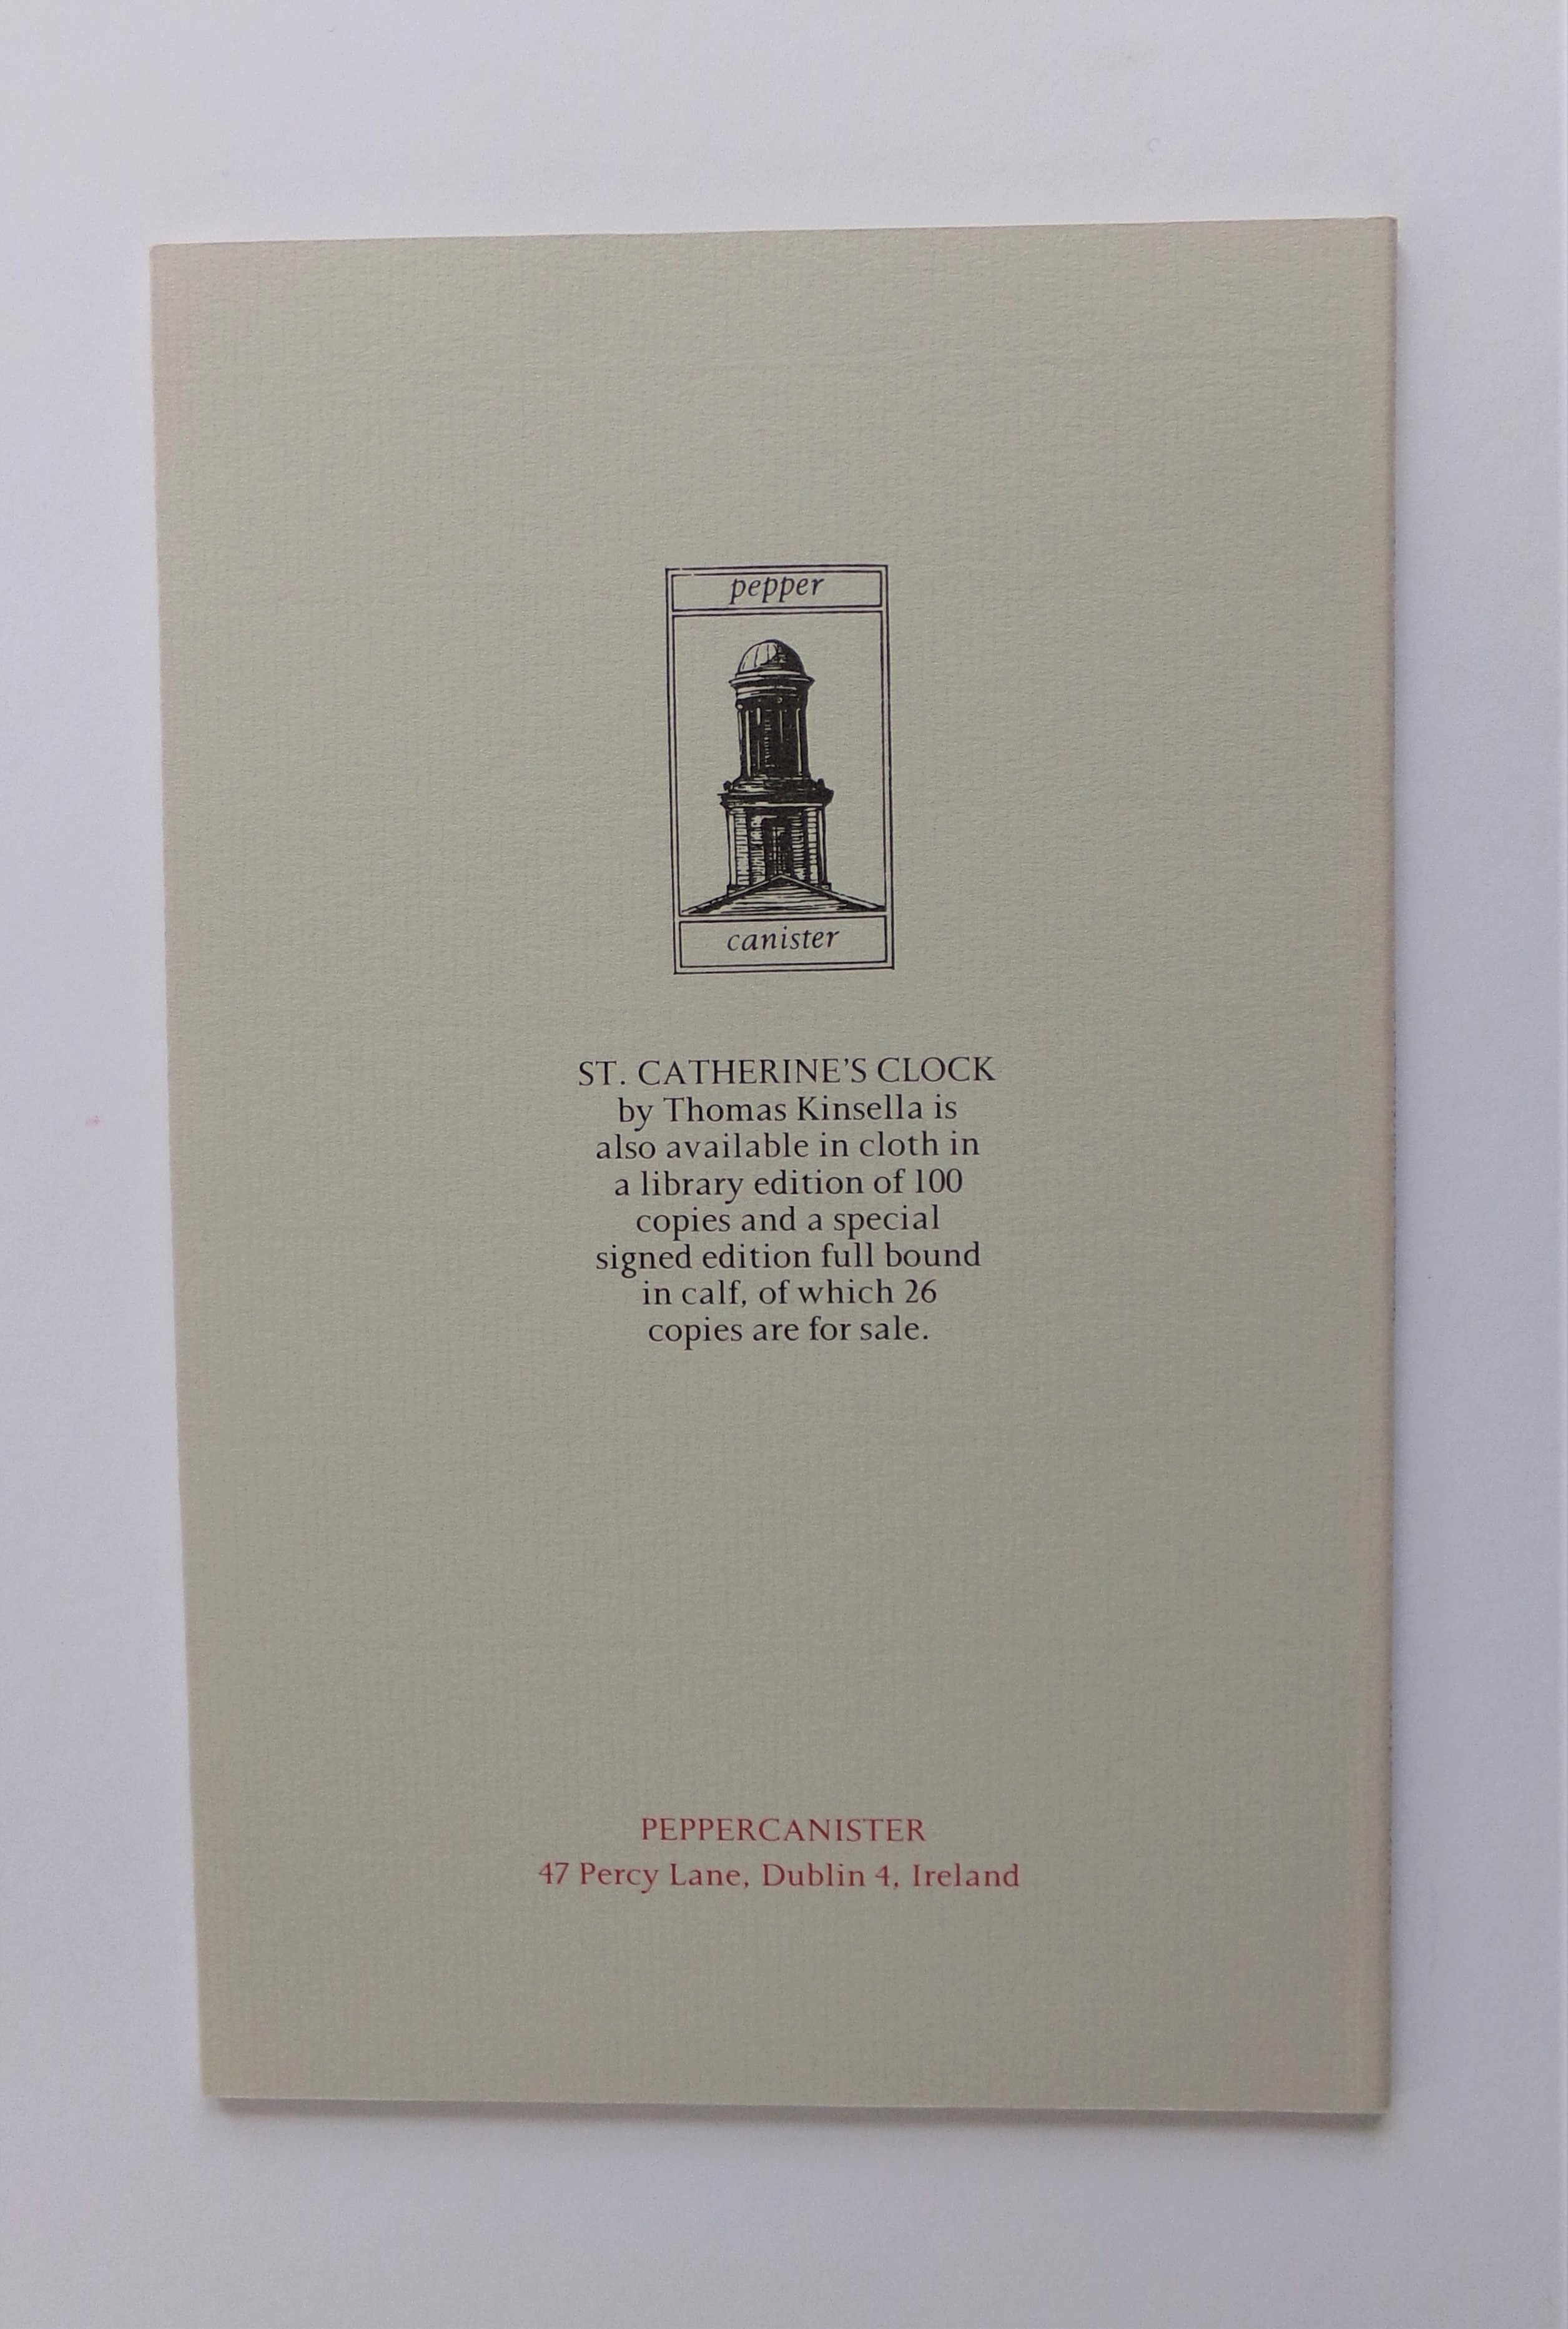 pepper
canister
ST. CATHERINE'S CLOCK
by Thomas Kinsella is
also available in cloth in
a library edition of 100
copies and a special
signed edition full bound
in calf, of which 26
copies are for sale.
PEPPERCANISTER
47 Percy Lane, Dublin 4, Ireland